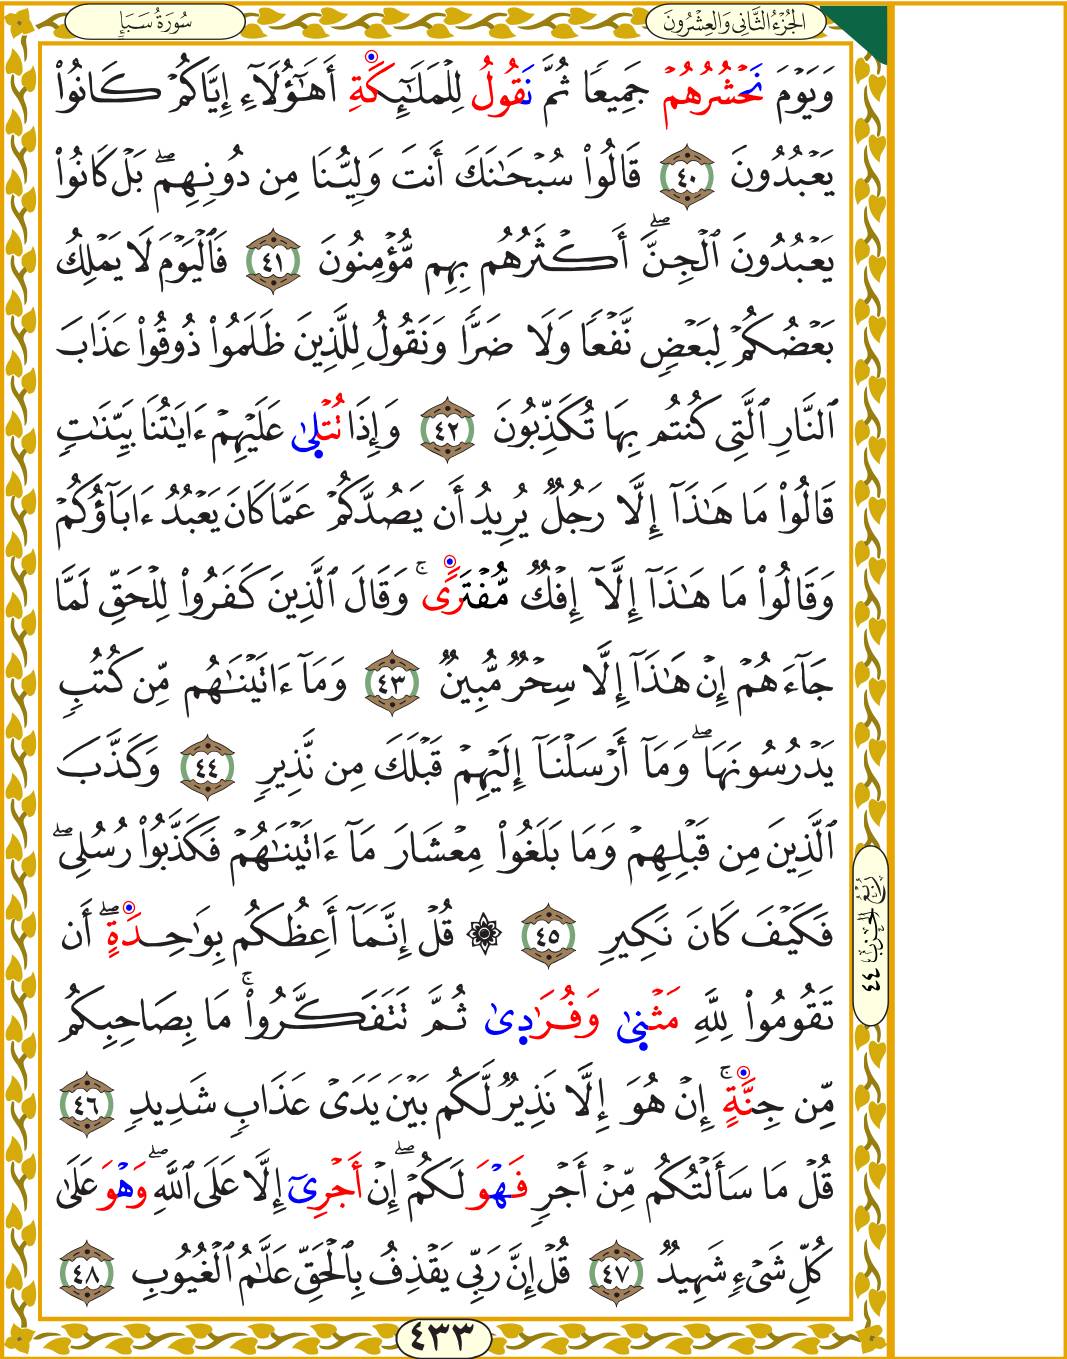 سُورَةُ سَبَإٍ
الجُزْءُ الثَّانِي وَالعِشْرُونَ
وَيَوْمَ نَحْشُرُهُمْ جَمِيعًا ثُمَّ نَقُولُ لِلْمَلَٰٓئِكَةِ أَهَٰٓؤُلَآءِ إِيَّاكُمْ كَانُوا۟
يَعْبُدُونَ ٤٠ قَالُوا۟ سُبْحَٰنَكَ أَنتَ وَلِيُّنَا مِن دُونِهِم ۖ بَلْ كَانُوا۟
يَعْبُدُونَ ٱلْجِنَّ ۖ أَكْثَرُهُم بِهِم مُّؤْمِنُونَ ٤١ فَٱلْيَوْمَ لَا يَمْلِكُ
بَعْضُكُمْ لِبَعْضٍ نَّفْعًا وَلَا ضَرًّا وَنَقُولُ لِلَّذِينَ ظَلَمُوا۟ ذُوقُوا۟ عَذَابَ
ٱلنَّارِ ٱلَّتِى كُنتُم بِهَا تُكَذِّبُونَ ٤٢ وَإِذَا تُتْلَىٰ عَلَيْهِمْ ءَايَٰتُنَا بَيِّنَٰتٍ
قَالُوا۟ مَا هَٰذَآ إِلَّا رَجُلٌ يُرِيدُ أَن يَصُدَّكُمْ عَمَّا كَانَ يَعْبُدُ ءَابَآؤُكُمْ
وَقَالُوا۟ مَا هَٰذَآ إِلَّآ إِفْكٌ مُّفْتَرًى ۚ وَقَالَ ٱلَّذِينَ كَفَرُوا۟ لِلْحَقِّ لَمَّا
جَآءَهُمْ إِنْ هَٰذَآ إِلَّا سِحْرٌ مُّبِينٌ ٤٣ وَمَآ ءَاتَيْنَٰهُم مِّن كُتُبٍ
يَدْرُسُونَهَا ۖ وَمَآ أَرْسَلْنَآ إِلَيْهِمْ قَبْلَكَ مِن نَّذِيرٍ ٤٤ وَكَذَّبَ
ٱلَّذِينَ مِن قَبْلِهِمْ وَمَا بَلَغُوا۟ مِعْشَارَ مَآ ءَاتَيْنَٰهُمْ فَكَذَّبُوا۟ رُسُلِى ۖ
فَكَيْفَ كَانَ نَكِيرِ ٤٥ ۞ قُلْ إِنَّمَآ أَعِظُكُم بِوَٰحِدَةٍ ۖ أَن
تَقُومُوا۟ لِلَّهِ مَثْنَىٰ وَفُرَٰدَىٰ ثُمَّ تَتَفَكَّرُوا۟ ۚ مَا بِصَاحِبِكُم
مِّن جِنَّةٍ ۚ إِنْ هُوَ إِلَّا نَذِيرٌ لَّكُم بَيْنَ يَدَىْ عَذَابٍ شَدِيدٍ ٤٦
قُلْ مَا سَأَلْتُكُم مِّنْ أَجْرٍ فَهْوَ لَكُمْ ۖ إِنْ أَجْرِىَ إِلَّا عَلَى ٱللَّهِ ۖ وَهْوَ عَلَىٰ
كُلِّ شَىْءٍ شَهِيدٌ ٤٧ قُلْ إِنَّ رَبِّى يَقْذِفُ بِٱلْحَقِّ عَلَّٰمُ ٱلْغُيُوبِ ٤٨
رُبْعُ الحِزْبِ ٤٤
٤٣٣